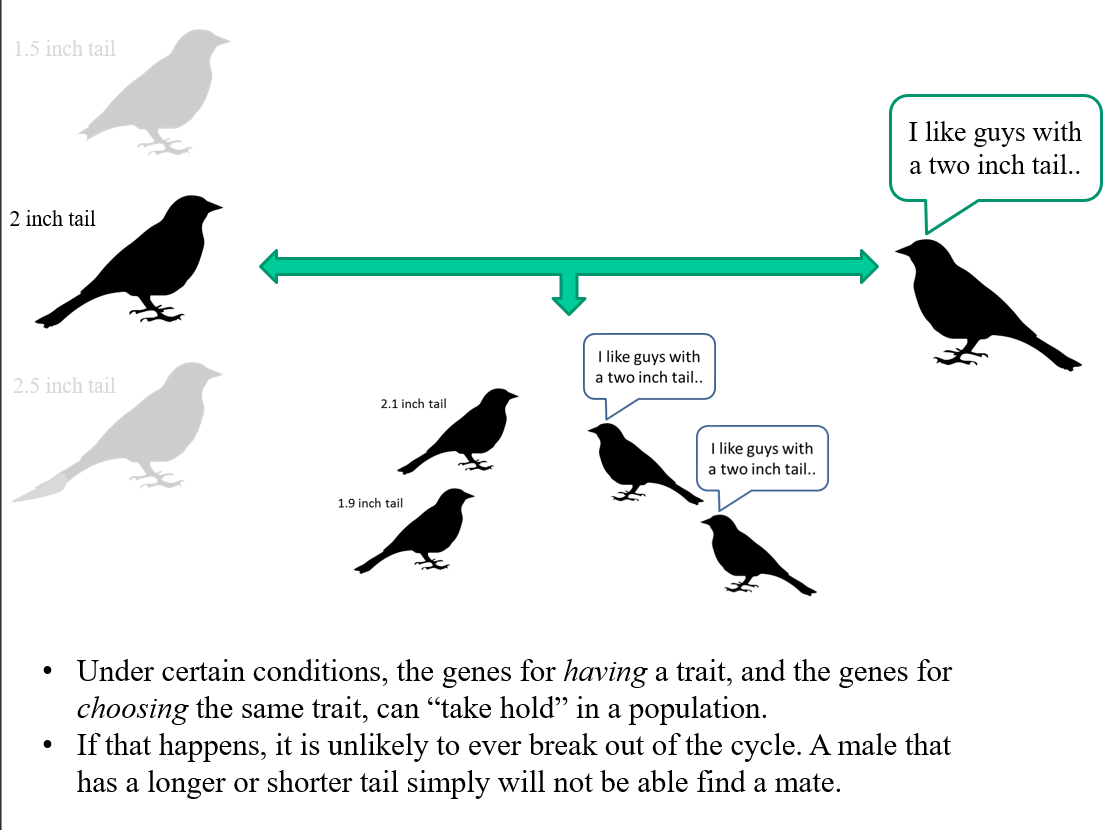 1.5 inch tail
I like guys with
a two inch tail..
2 inch tail
I like guys with
a two inch tail..
2.5 inch tail
2.1 inch tail
I like guys with
a two inch tail..
1.9 inch tail
• Under certain conditions, the genes for having a trait, and the genes for
choosing the same trait, can “take hold” in a population.
• If that happens, it is unlikely to ever break out of the cycle. A male that
has a longer or shorter tail simply will not be able find a mate.